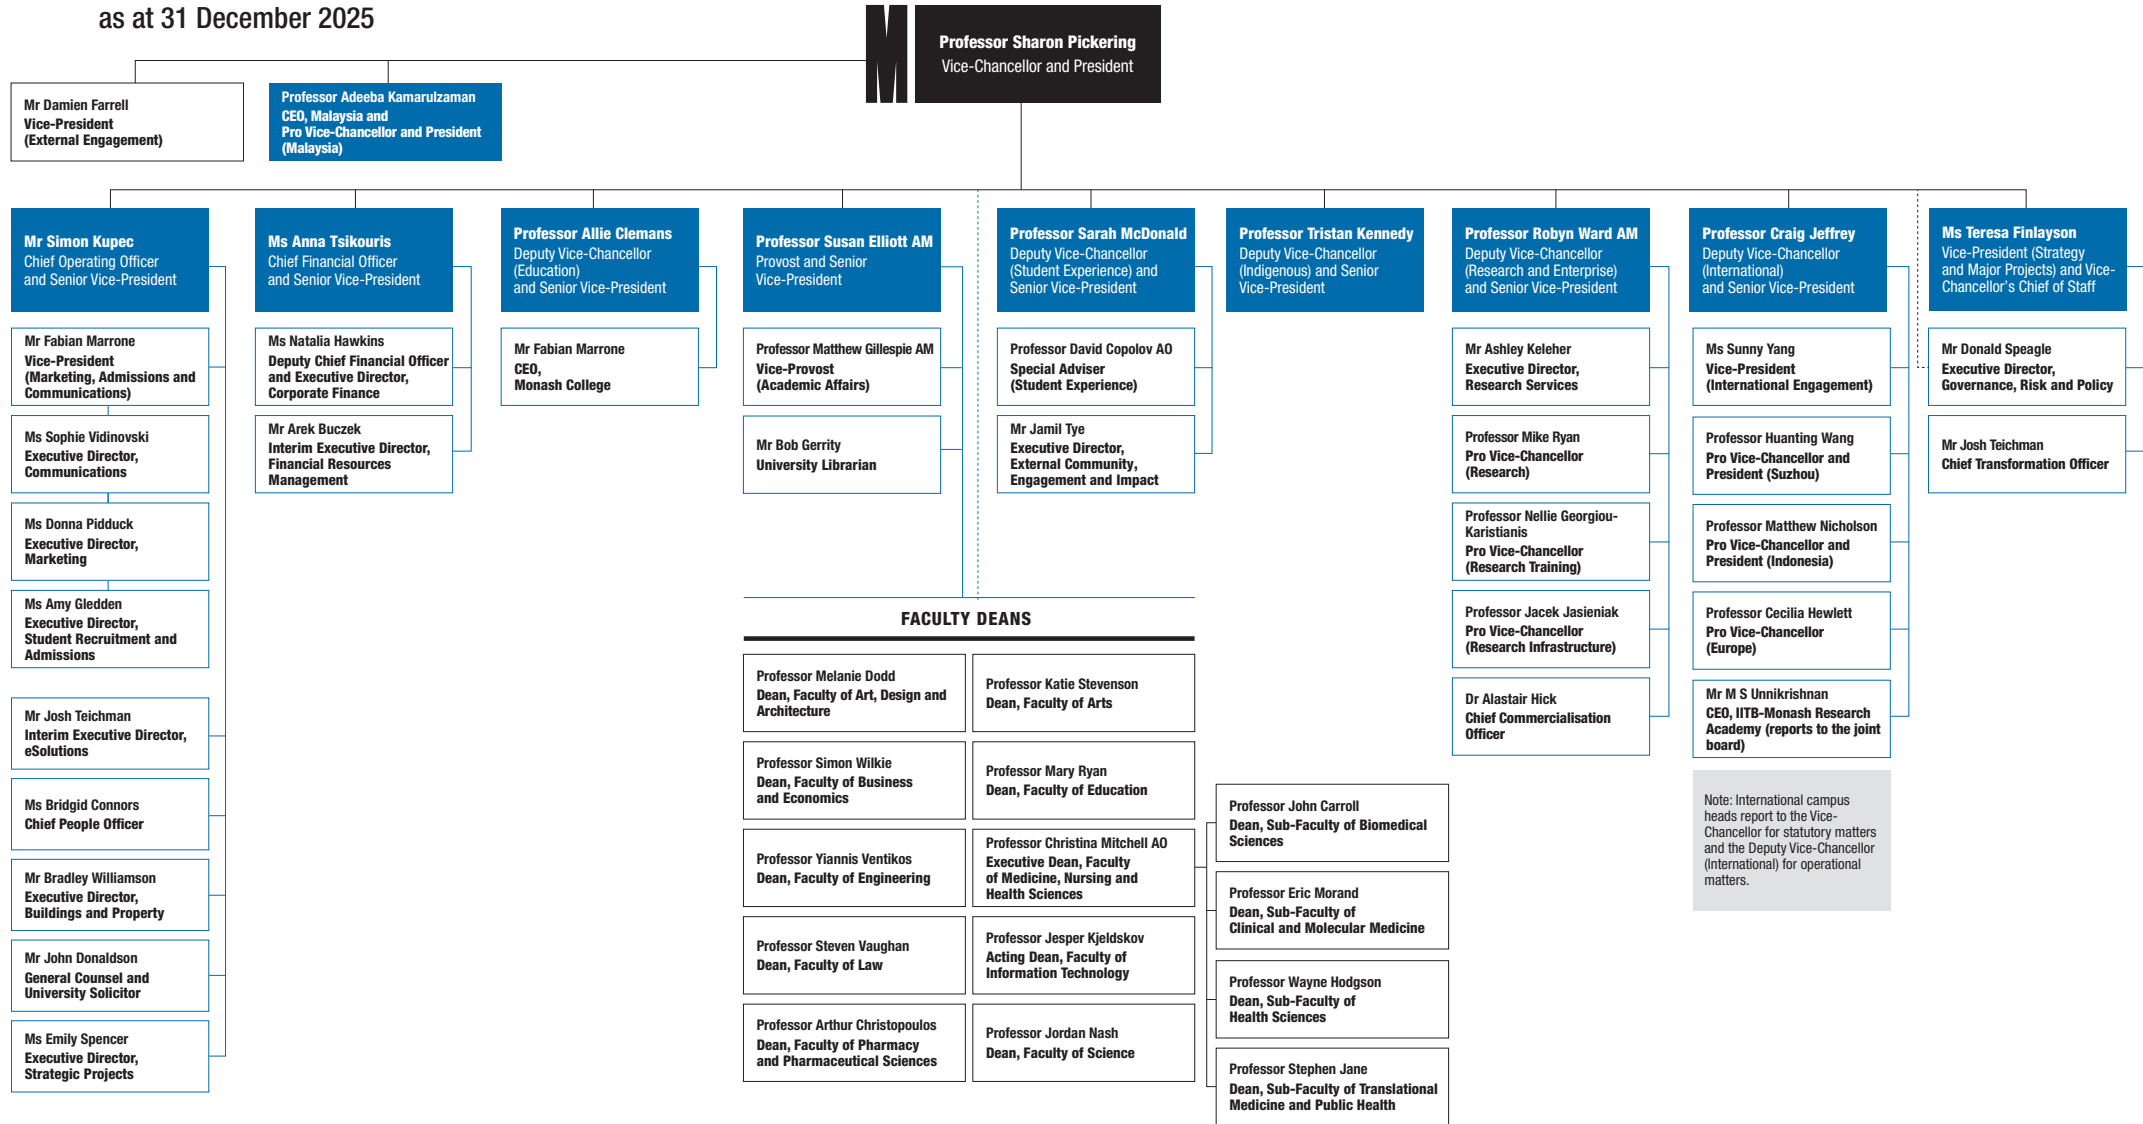 as at 31 December 2025
M
Professor Sharon Pickering
Vice-Chancellor and President
Mr Damien Farrell
Vice-President
(External Engagement)
Professor Adeeba Kamarulzaman
CEO, Malaysia and
Pro Vice-Chancellor and President
(Malaysia)
Mr Simon Kupec
Chief Operating Officer
and Senior Vice-President
Mr Fabian Marrone
Vice-President
(Marketing, Admissions and
Communications)
Ms Sophie Vidinovski
Executive Director,
Communications
Ms Donna Pidduck
Executive Director,
Marketing
Ms Amy Gledden
Executive Director,
Student Recruitment and
Admissions
Mr Josh Teichman
Interim Executive Director,
eSolutions
Ms Bridgid Connors
Chief People Officer
Mr Bradley Williamson
Executive Director,
Buildings and Property
Mr John Donaldson
General Counsel and
University Solicitor
Ms Emily Spencer
Executive Director,
Strategic Projects
Ms Anna Tsikouris
Chief Financial Officer
and Senior Vice-President
Ms Natalia Hawkins
Deputy Chief Financial Officer
and Executive Director,
Corporate Finance
Mr Arek Buczek
Interim Executive Director,
Financial Resources
Management
Professor Allie Clemans
Deputy Vice-Chancellor
(Education)
and Senior Vice-President
Mr Fabian Marrone
CEO,
Monash College
Professor Susan Elliott AM
Provost and Senior
Vice-President
Professor Matthew Gillespie AM
Vice-Provost
(Academic Affairs)
Mr Bob Gerrity
University Librarian
Professor Sarah McDonald
Deputy Vice-Chancellor
(Student Experience) and
Senior Vice-President
Professor David Copolov AO
Special Adviser
(Student Experience)
Mr Jamil Tye
Executive Director,
External Community,
Engagement and Impact
FACULTY DEANS
Professor Melanie Dodd
Dean, Faculty of Art, Design and
Architecture
Professor Katie Stevenson
Dean, Faculty of Arts
Professor Simon Wilkie
Dean, Faculty of Business
and Economics
Professor Mary Ryan
Dean, Faculty of Education
Professor Yiannis Ventikos
Dean, Faculty of Engineering
Professor Christina Mitchell AO
Executive Dean, Faculty
of Medicine, Nursing and
Health Sciences
Professor Steven Vaughan
Dean, Faculty of Law
Professor Jesper Kjeldskov
Acting Dean, Faculty of
Information Technology
Professor Arthur Christopoulos
Dean, Faculty of Pharmacy
and Pharmaceutical Sciences
Professor Jordan Nash
Dean, Faculty of Science
Professor John Carroll
Dean, Sub-Faculty of Biomedical
Sciences
Professor Eric Morand
Dean, Sub-Faculty of
Clinical and Molecular Medicine
Professor Wayne Hodgson
Dean, Sub-Faculty of
Health Sciences
Professor Stephen Jane
Dean, Sub-Faculty of Translational
Medicine and Public Health
Professor Tristan Kennedy
Deputy Vice-Chancellor
(Indigenous) and Senior
Vice-President
Professor Robyn Ward AM
Deputy Vice-Chancellor
(Research and Enterprise)
and Senior Vice-President
Mr Ashley Keleher
Executive Director,
Research Services
Professor Mike Ryan
Pro Vice-Chancellor
(Research)
Professor Nellie Georgiou-
Karistianis
Pro Vice-Chancellor
(Research Training)
Professor Jacek Jasieniak
Pro Vice-Chancellor
(Research Infrastructure)
Dr Alastair Hick
Chief Commercialisation
Officer
Professor Craig Jeffrey
Deputy Vice-Chancellor
(International)
and Senior Vice-President
Ms Sunny Yang
Vice-President
(International Engagement)
Professor Huanting Wang
Pro Vice-Chancellor and
President (Suzhou)
Professor Matthew Nicholson
Pro Vice-Chancellor and
President (Indonesia)
Professor Cecilia Hewlett
Pro Vice-Chancellor
(Europe)
Mr M S Unnikrishnan
CEO, IITB-Monash Research
Academy (reports to the joint
board)
Note: International campus
heads report to the Vice-
Chancellor for statutory matters
and the Deputy Vice-Chancellor
(International) for operational
matters.
Ms Teresa Finlayson
Vice-President (Strategy
and Major Projects) and Vice-
Chancellor's Chief of Staff
Mr Donald Speagle
Executive Director,
Governance, Risk and Policy
Mr Josh Teichman
Chief Transformation Officer